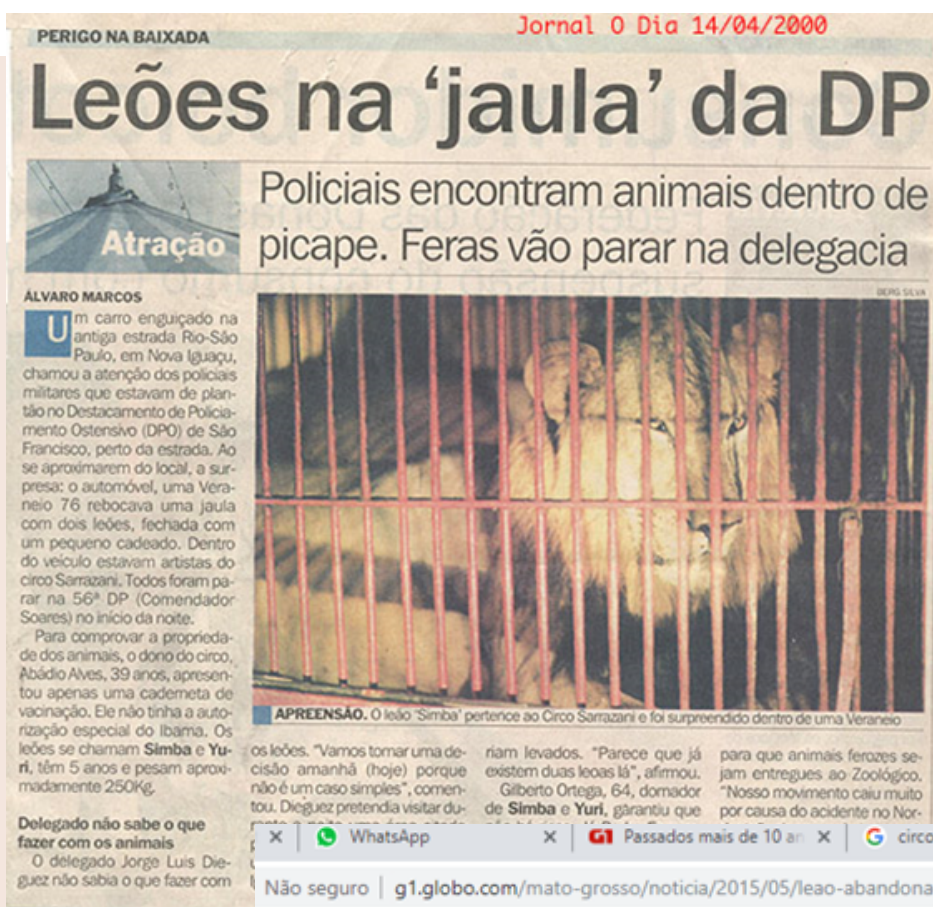 Jornal O Dia 14/04/2000
PERIGO NA BAIXADA
Leões na 'jaula' da DP
Atração
Policiais encontram animais dentro de
picape. Feras vão parar na delegacia
ÁLVARO MARCOS
BERG SILVA
Um carro enguiçado na
antiga estrada Rio-São
Paulo, em Nova Iguaçu,
chamou a atenção dos policiais
militares que estavam de plan-
tão no Destacamento de Policia-
mento Ostensivo (DPO) de São
Francisco, perto da estrada. Ao
se aproximarem do local, a sur-
presa: o automóvel, uma Vera-
neio 76 rebocava uma jaula
com dois leões, fechada com
um pequeno cadeado. Dentro
do veículo estavam artistas do
circo Sarrazani. Todos foram pa-
rar na 56ª DP (Comendador
Soares) no início da noite.
Para comprovar a proprieda-
de dos animais, o dono do circo,
Abádio Alves, 39 anos, apresen-
tou apenas uma caderneta de
vacinação. Ele não tinha a auto-
rização especial do Ibama. Os
leões se chamam Simba e Yu-
ri, têm 5 anos e pesam aproxi-
madamente 250Kg.
Delegado não sabe o que
fazer com os animais
O delegado Jorge Luis Die-
guez não sabia o que fazer com
APREENSÃO. O leão 'Simba' pertence ao Circo Sarrazani e foi surpreendido dentro de uma Veraneio
os leões. "Vamos tomar uma de-
cisão amanhã (hoje) porque
não é um caso simples", comen-
tou. Dieguez pretendia visitar du-
riam levados. "Parece que já
existem duas leoas lá", afirmou.
Gilberto Ortega, 64, domador
de Simba e Yuri, garantiu que
para que animais ferozes se-
jam entregues ao Zoológico.
"Nosso movimento caiu muito
por causa do acidente no Nor-
WhatsApp
G1 Passados mais de 10 an
circo
Não seguro | g1.globo.com/mato-grosso/noticia/2015/05/leao-abandona